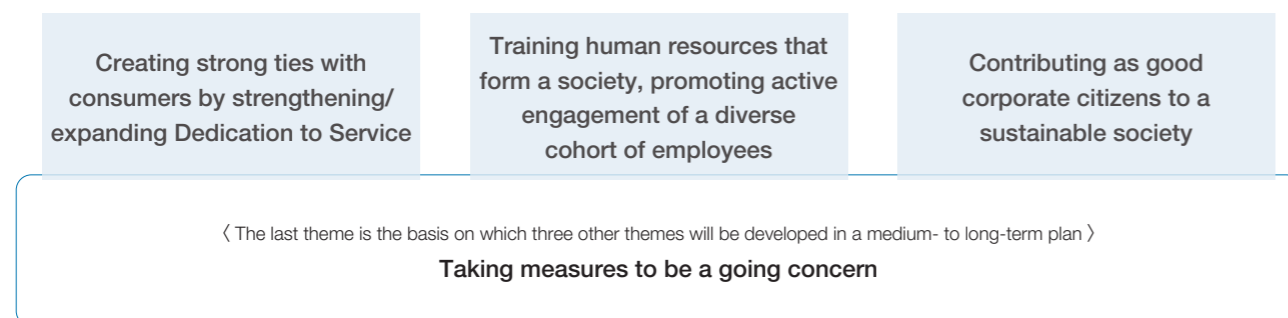 Creating strong ties with
consumers by strengthening/
expanding Dedication to Service
Training human resources that
form a society, promoting active
engagement of a diverse
cohort of employees
Contributing as good
corporate citizens to a
sustainable society
〈 The last theme is the basis on which three other themes will be developed in a medium- to long-term plan 〉
Taking measures to be a going concern